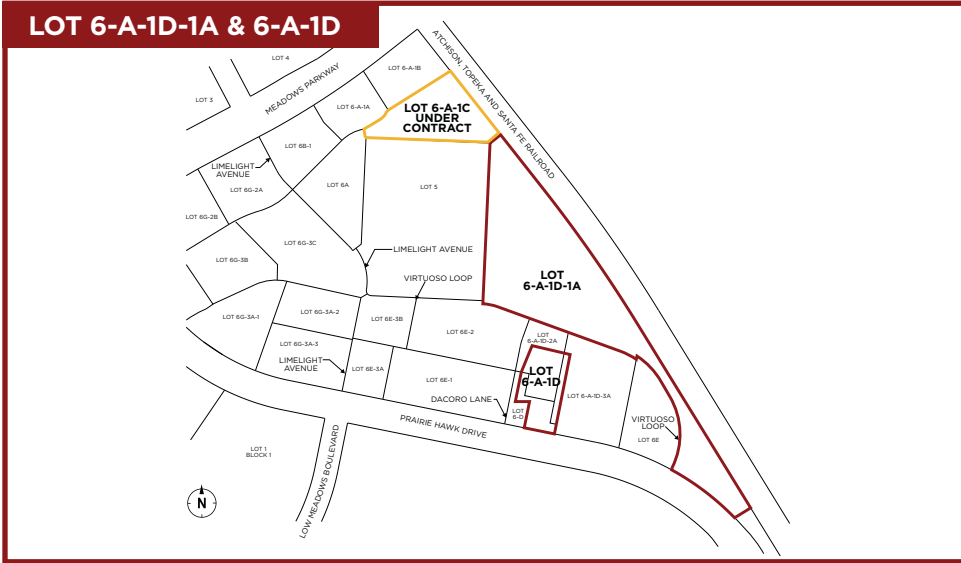 LOT 6-A-1D-1A & 6-A-1D
LOT 4
ATCHISON, TOPEKA AND SANTA FE RAILROAD
LOT 6-A-1B
MEADOWS PARKWAY
LOT 3
LOT 6-A-1A
LOT 6-A-1C
UNDER
CONTRACT
LOT 6B-1
LIMELIGHT
AVENUE
LOT 6A
LOT 5
LOT 6G-2A
LOT 6G-2B
LOT 6G-3C
LIMELIGHT AVENUE
LOT 6G-3B
VIRTUOSO LOOP
LOT
6-A-1D-1A
LOT 6G-3A-1
LOT 6G-3A-2
LOT 6E-3B
LOT 6E-2
LOT
6-A-1D-2A
LOT 6G-3A-3
LIMELIGHT
AVENUE
LOT 6E-3A
LOT 6E-1
LOT
6-A-1D
LOT 6-A-1D-3A
DACORO LANE
LOT
6-D
PRAIRIE HAWK DRIVE
VIRTUOSO
LOOP
LOT 6E
LOT 1
BLOCK 1
LOW MEADOWS BOULEVARD
N